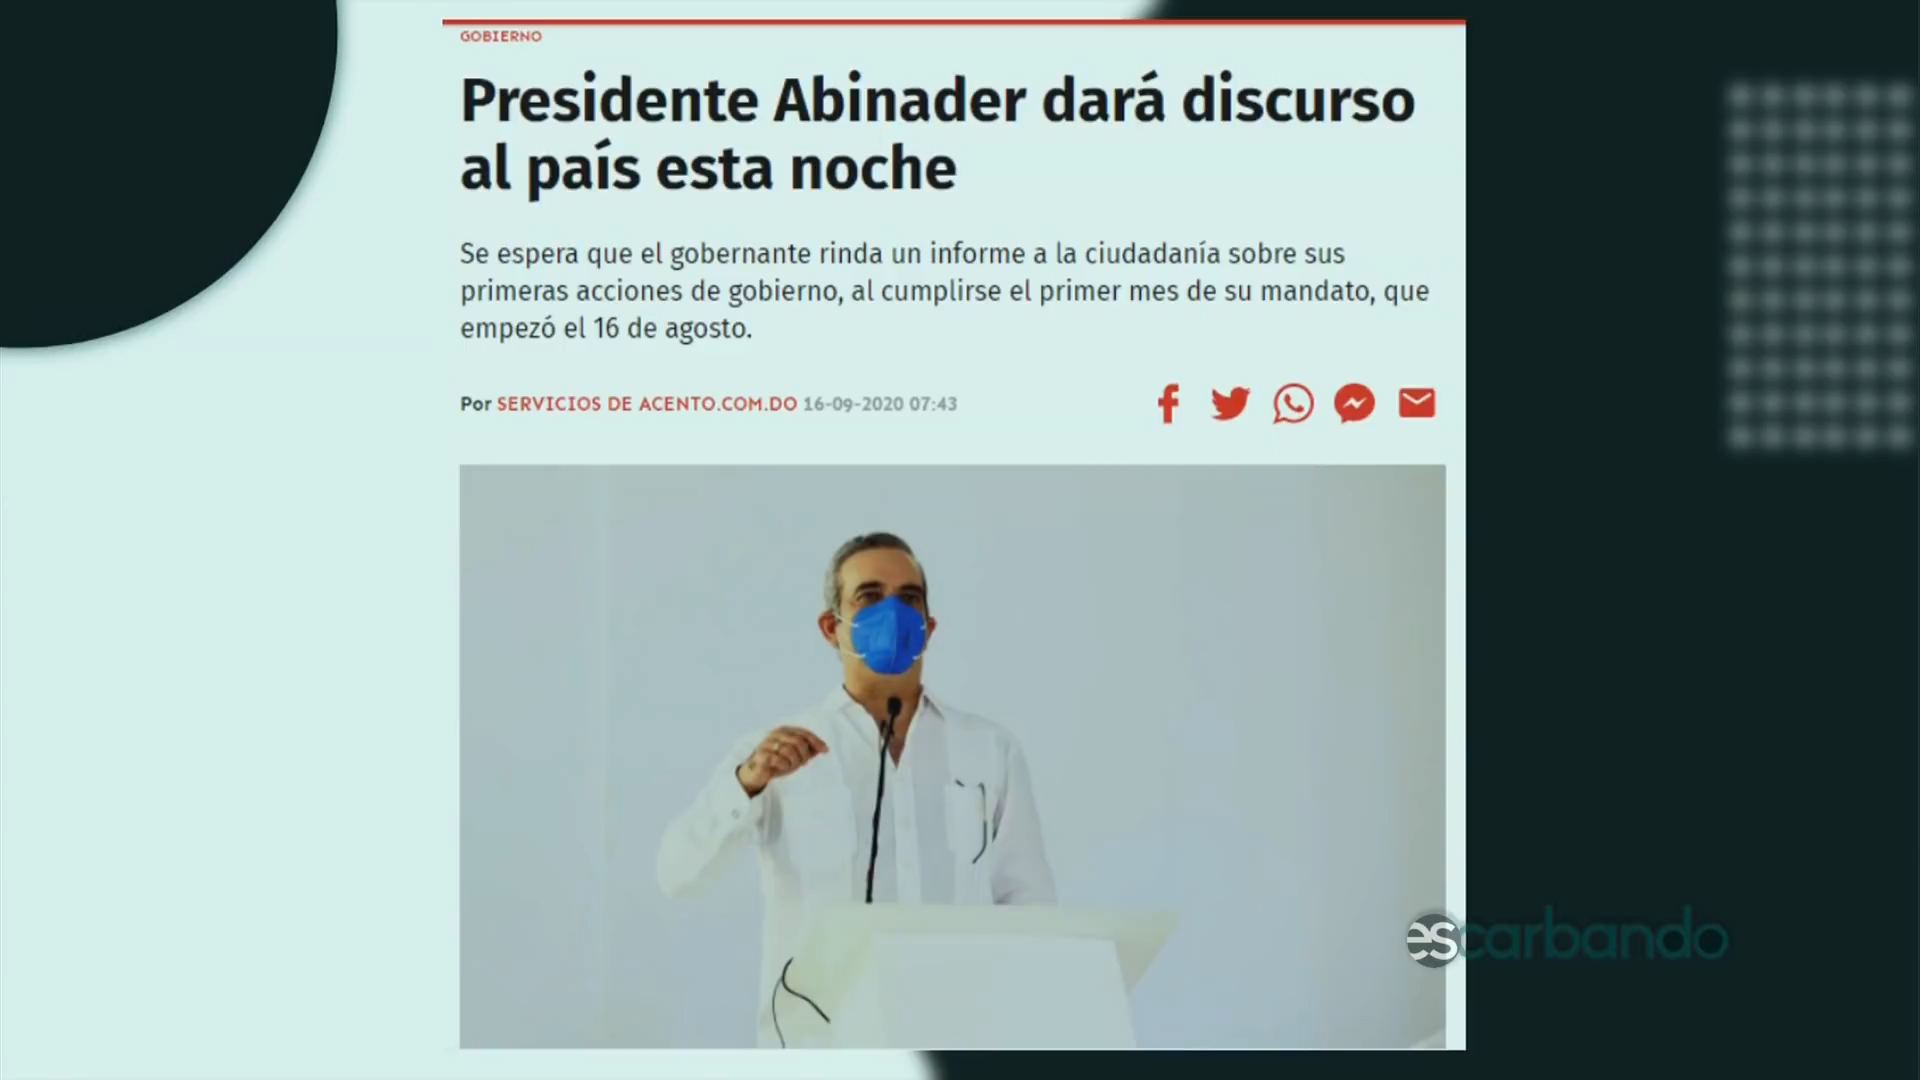 GOBIERNO
Presidente Abinader dará discurso
al país esta noche
Se espera que el gobernante rinda un informe a la ciudadanía sobre sus
primeras acciones de gobierno, al cumplirse el primer mes de su mandato, que
empezó el 16 de agosto.
Por SERVICIOS DE ACENTO.COM.DO 16-09-2020 07:43
escarbando